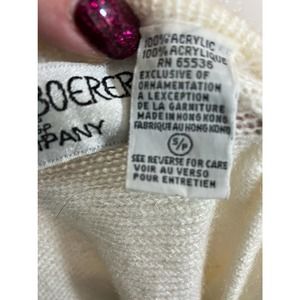 BOERER
MPANY
100% ACRYLIC
100% ACRYLIQUE
RN 65536
EXCLUSIVE OF
ORNAMENTATION
A L'EXCEPTION
DE LA GARNITURE
MADE IN HONG KONG
FABRIQUE AU HONG KONG
S/P
SEE REVERSE FOR CARE
VOIR AU VERSO
POUR ENTRETIEN